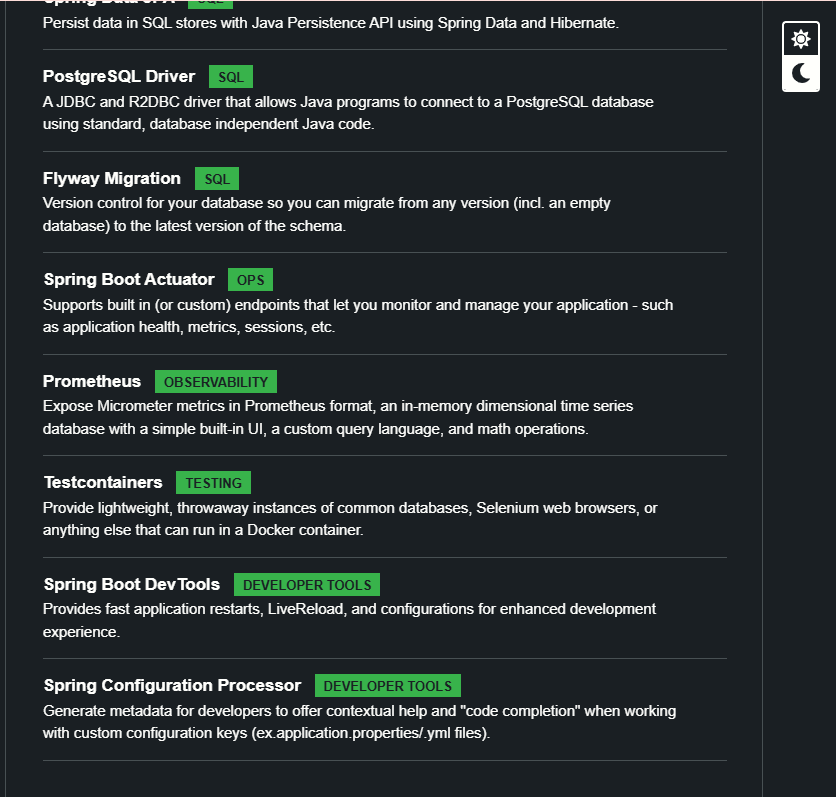 Spring Data JPA SQL
Persist data in SQL stores with Java Persistence API using Spring Data and Hibernate.
PostgreSQL Driver SQL
A JDBC and R2DBC driver that allows Java programs to connect to a PostgreSQL database
using standard, database independent Java code.
Flyway Migration SQL
Version control for your database so you can migrate from any version (incl. an empty
database) to the latest version of the schema.
Spring Boot Actuator OPS
Supports built in (or custom) endpoints that let you monitor and manage your application - such
as application health, metrics, sessions, etc.
Prometheus OBSERVABILITY
Expose Micrometer metrics in Prometheus format, an in-memory dimensional time series
database with a simple built-in UI, a custom query language, and math operations.
Testcontainers TESTING
Provide lightweight, throwaway instances of common databases, Selenium web browsers, or
anything else that can run in a Docker container.
Spring Boot DevTools DEVELOPER TOOLS
Provides fast application restarts, LiveReload, and configurations for enhanced development
experience.
Spring Configuration Processor DEVELOPER TOOLS
Generate metadata for developers to offer contextual help and "code completion" when working
with custom configuration keys (ex.application.properties/.yml files).